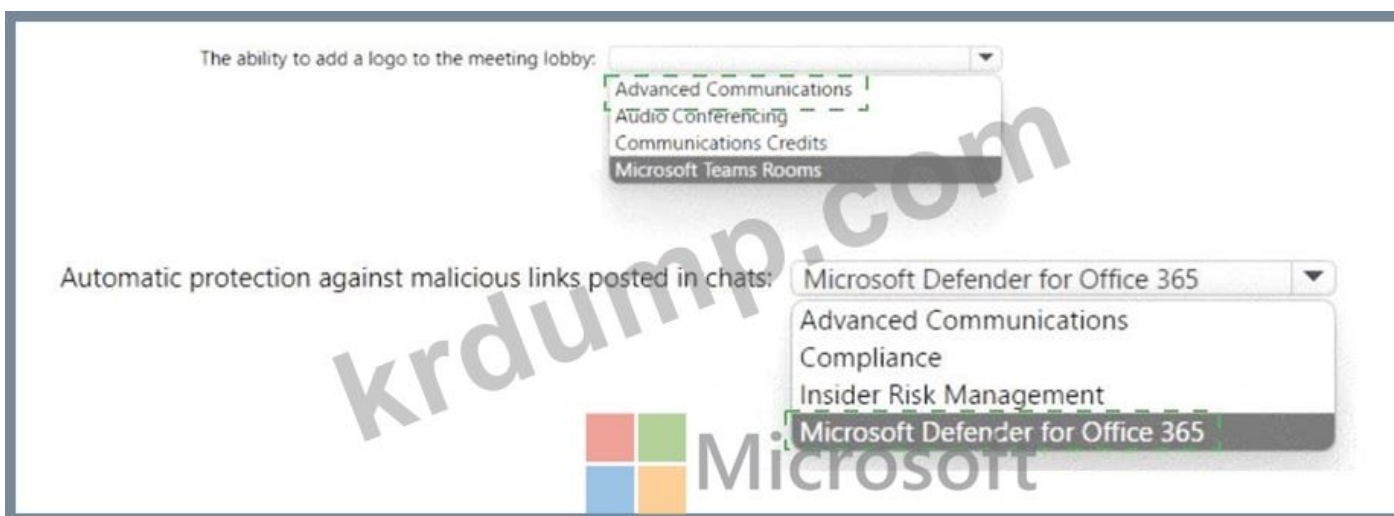 The ability to add a logo to the meeting lobby:
Advanced Communications
Audio Conferencing
Communications Credits
Microsoft Teams Rooms
krdump.com
Automatic protection against malicious links posted in chats: Microsoft Defender for Office 365
Advanced Communications
Compliance
Insider Risk Management
Microsoft Defender for Office 365
Microsoft